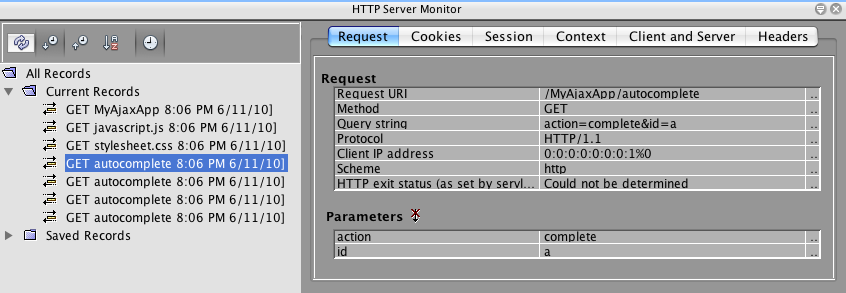 HTTP Server Monitor
All Records
Current Records
GET MyAjaxApp 8:06 PM 6/11/10]
GET javascript.js 8:06 PM 6/11/10]
GET stylesheet.css 8:06 PM 6/11/10]
GET autocomplete 8:06 PM 6/11/10]
GET autocomplete 8:06 PM 6/11/10]
GET autocomplete 8:06 PM 6/11/10]
GET autocomplete 8:06 PM 6/11/10]
Saved Records
Request Cookies Session Context Client and Server Headers
Request
Request URI /MyAjaxApp/autocomplete ..
Method GET ..
Query string action=complete&id=a ..
Protocol HTTP/1.1 ..
Client IP address 0:0:0:0:0:0:0:1%0 ..
Scheme http ..
HTTP exit status (as set by servl... Could not be determined ..
Parameters
action complete ..
id a ..